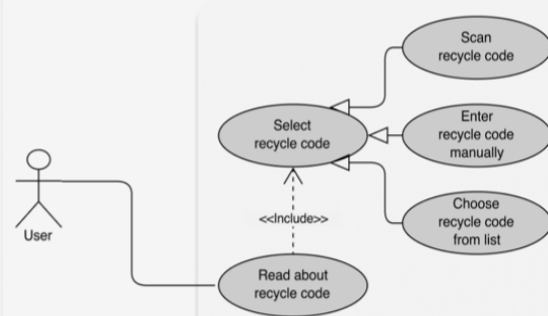 Scan
recycle code
Select
recycle code
Enter
recycle code
manually
<<Include>>
Choose
recycle code
from list
User
Read about
recycle code